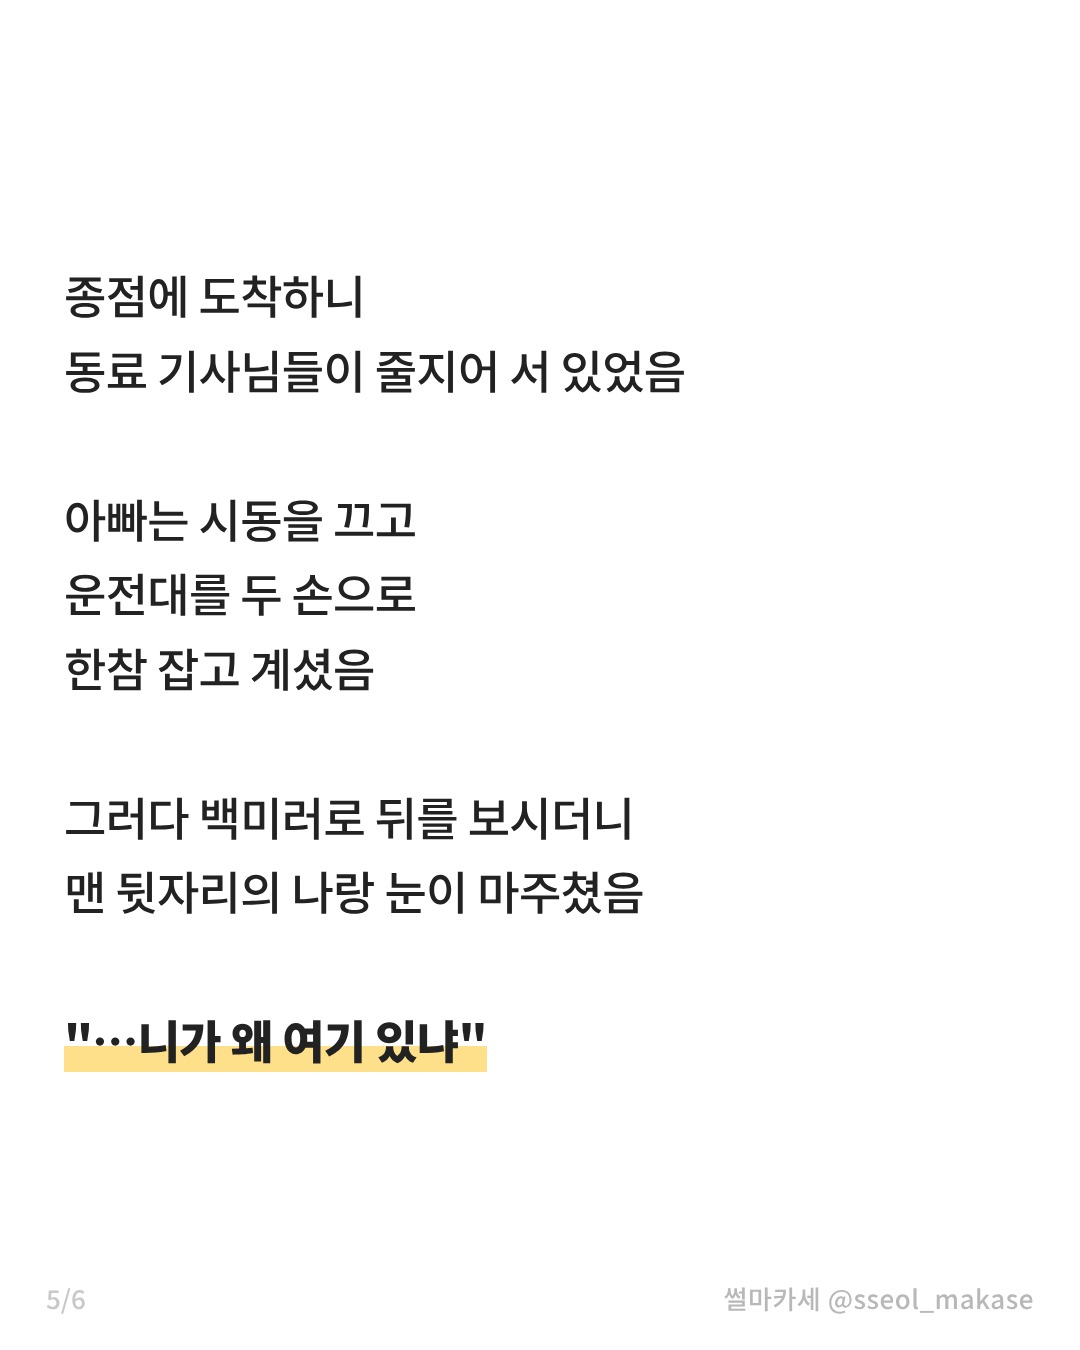 종점에 도착하니
동료 기사님들이 줄지어 서 있었음
아빠는 시동을 끄고
운전대를 두 손으로
한참 잡고 계셨음
그러다 백미러로 뒤를 보시더니
맨 뒷자리의 나랑 눈이 마주쳤음
"…니가 왜 여기 있냐"
5/6
썰마카세 @sseol_makase